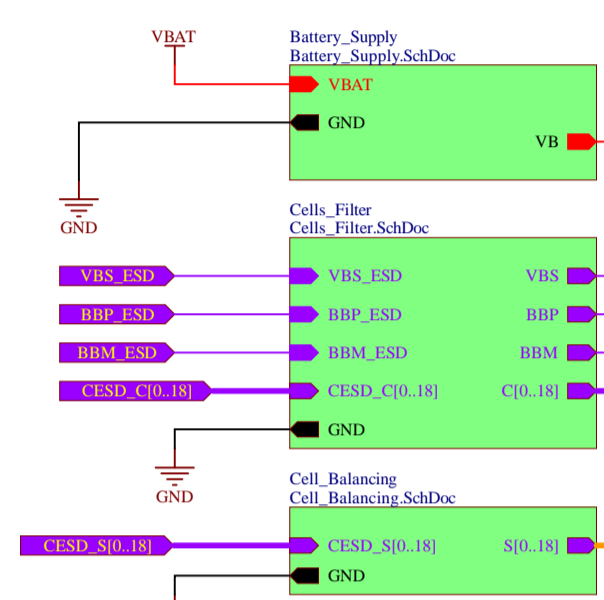 VBAT
Battery_Supply
Battery_Supply.SchDoc
VBAT
GND
VB
GND
Cells_Filter
Cells_Filter.SchDoc
VBS_ESD VBS_ESD VBS
BBP_ESD BBP_ESD BBP
BBM_ESD BBM_ESD BBM
CESD_C[0..18] CESD_C[0..18] C[0..18]
GND
GND
Cell_Balancing
Cell_Balancing.SchDoc
CESD_S[0..18] CESD_S[0..18] S[0..18]
GND